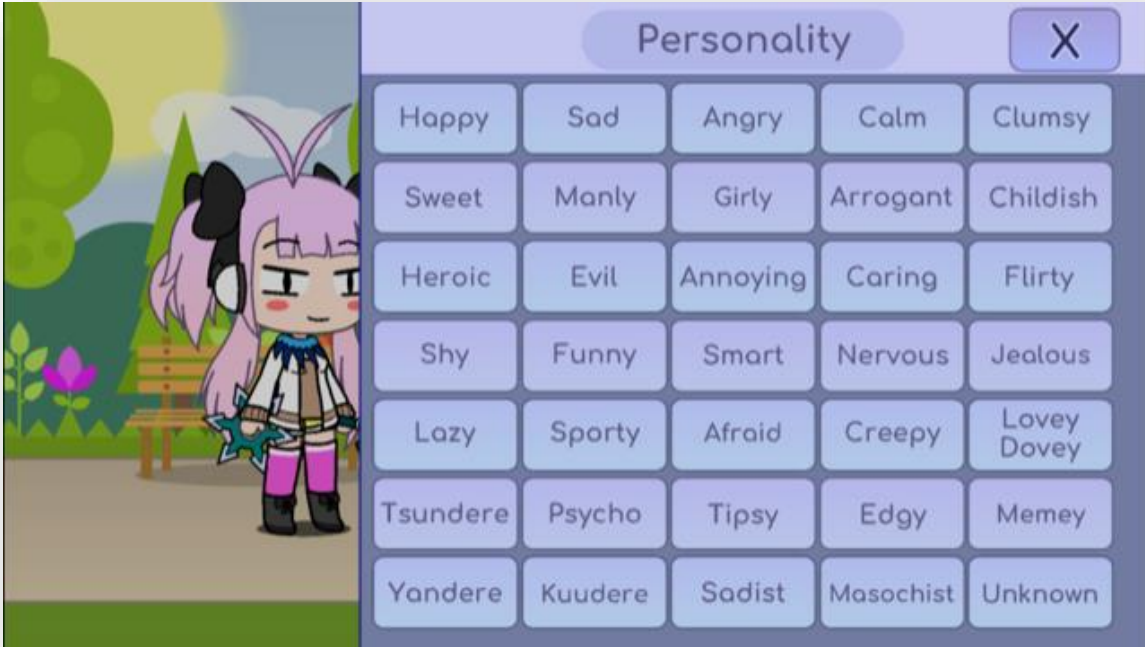 Personality
X
Happy Sad Angry Calm Clumsy
Sweet Manly Girly Arrogant Childish
Heroic Evil Annoying Caring Flirty
Shy Funny Smart Nervous Jealous
Lazy Sporty Afraid Creepy Lovey
Dovey
Tsundere Psycho Tipsy Edgy Memey
Yandere Kuudere Sadist Masochist Unknown